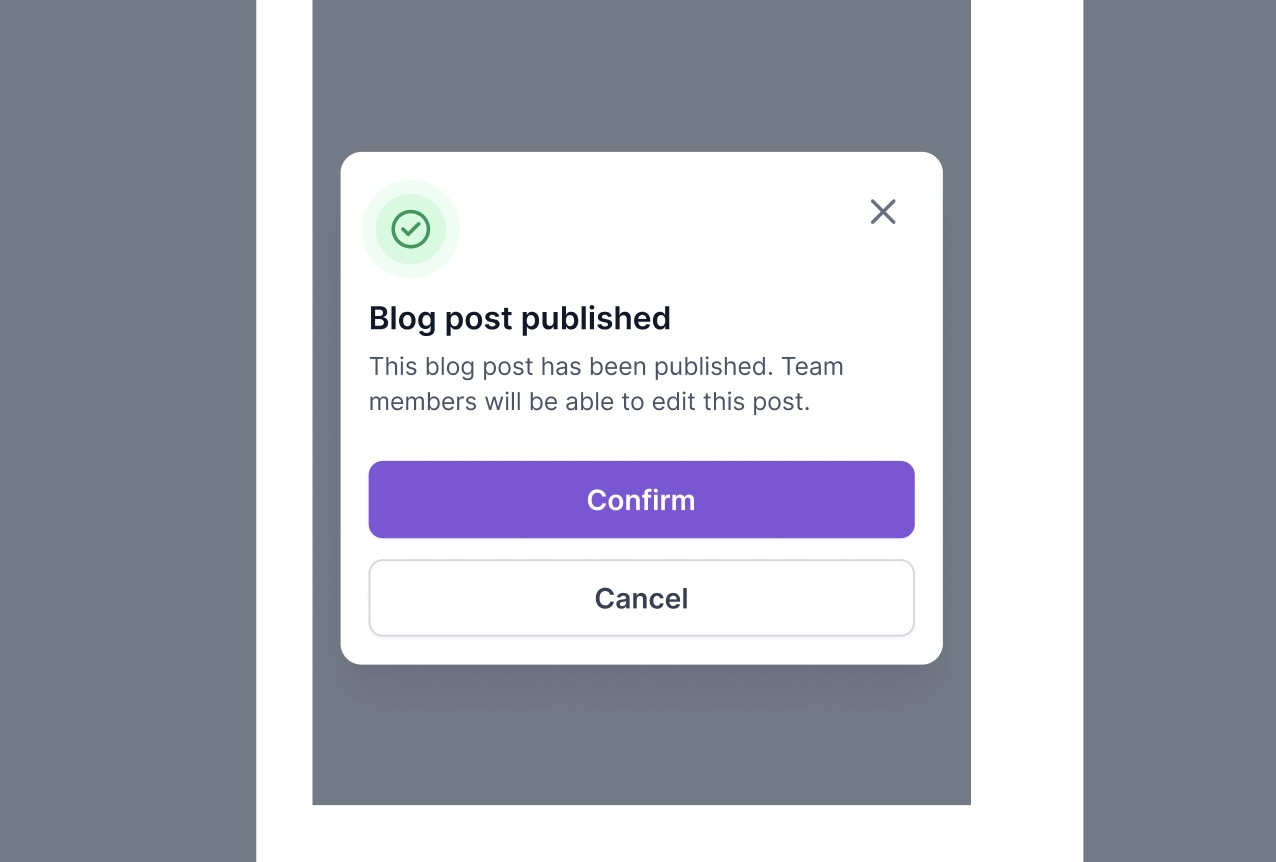 Blog post published
This blog post has been published. Team
members will be able to edit this post.
Confirm
Cancel